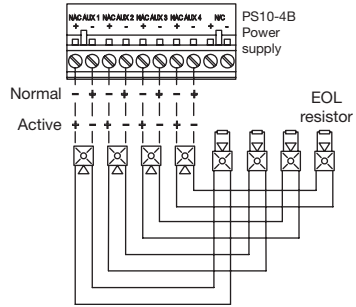 NAC AUX 1 NAC AUX 2 NAC AUX 3 NAC AUX 4 N/C
+ - + - + - + - + -
PS10-4B
Power
supply
Normal - + - + - + - +
Active + - + - + - + -
EOL
resistor